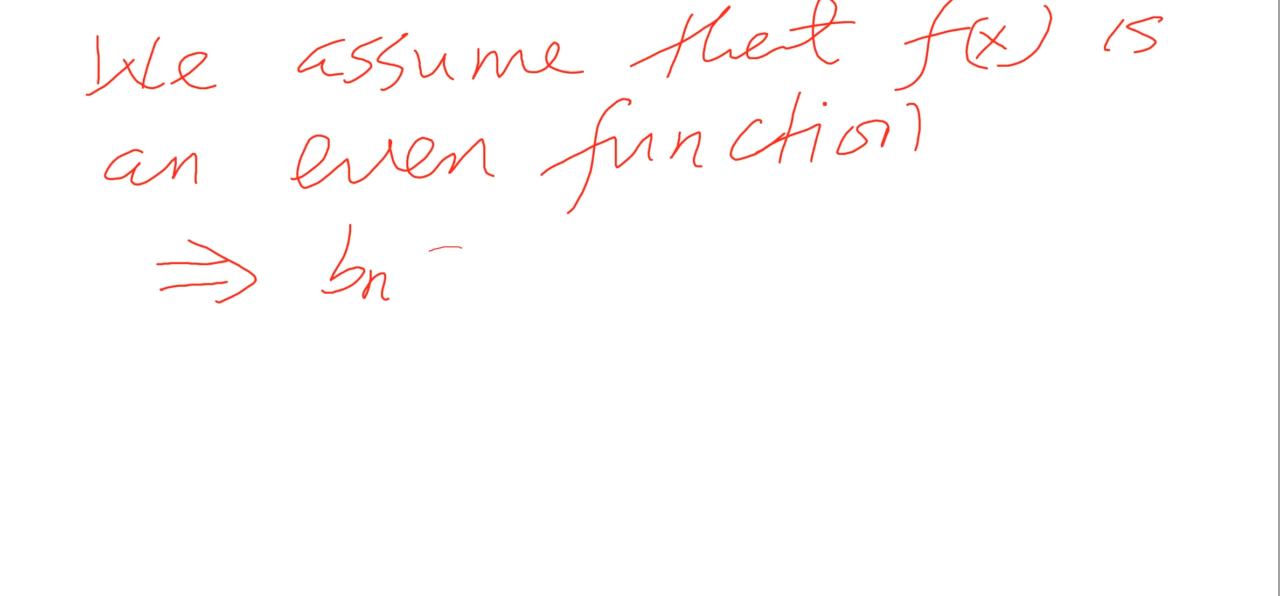 We assume that f(x) is
an even function
⇒ bn -